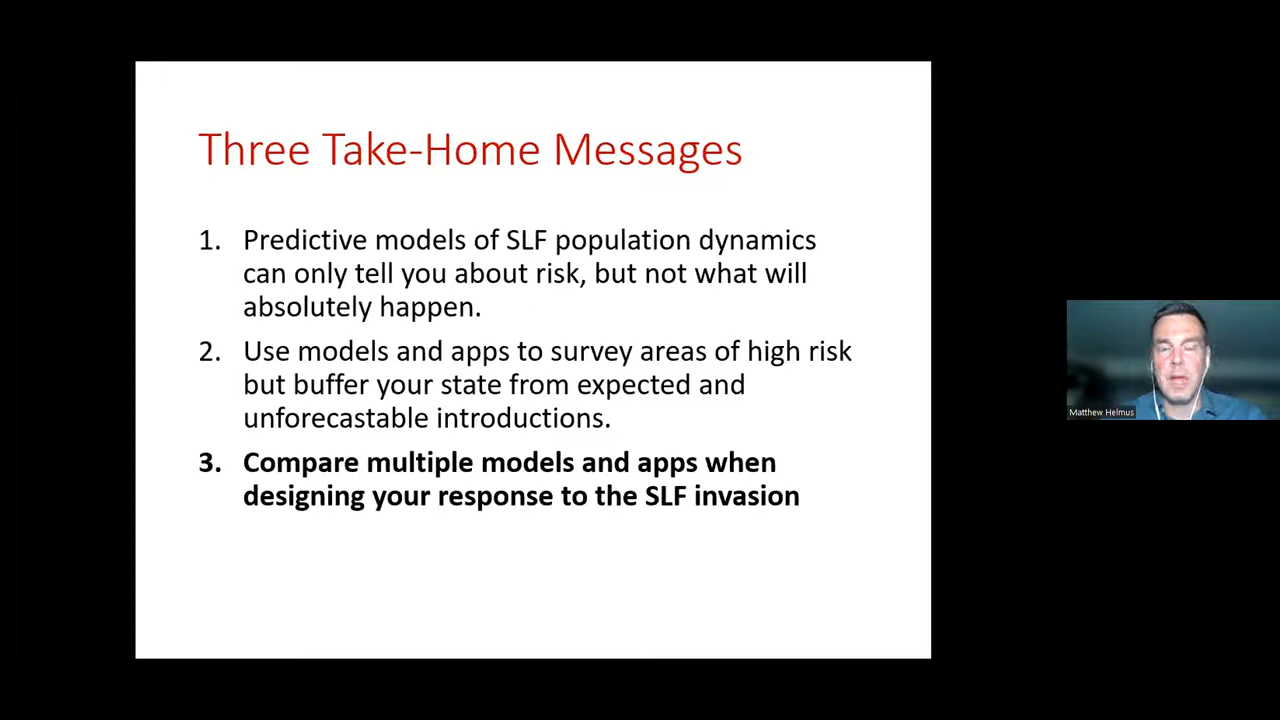 Three Take-Home Messages
1. Predictive models of SLF population dynamics
can only tell you about risk, but not what will
absolutely happen.
2. Use models and apps to survey areas of high risk
but buffer your state from expected and
unforecastable introductions.
3. Compare multiple models and apps when
designing your response to the SLF invasion
Matthew Helmus